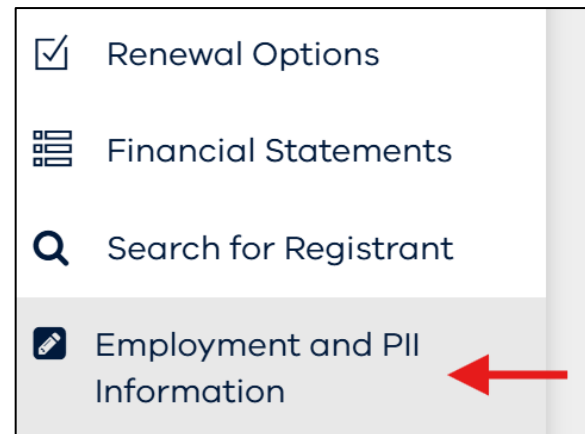 Renewal Options
Financial Statements
Search for Registrant
Employment and PII
Information